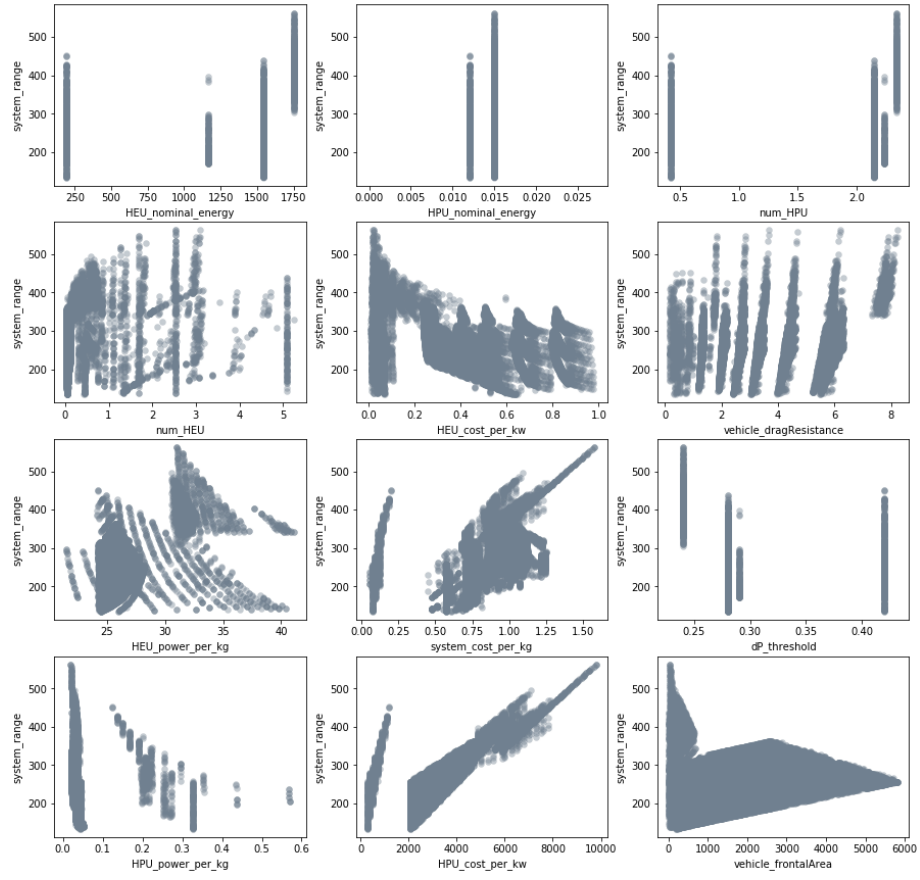 system_range
500
400
300
200
250 500 750 1000 1250 1500 1750
HEU_nominal_energy
system_range
500
400
300
200
0.000 0.005 0.010 0.015 0.020 0.025
HPU_nominal_energy
system_range
500
400
300
200
0.5 1.0 1.5 2.0
num_HPU
system_range
500
400
300
200
0 1 2 3 4 5
num_HEU
system_range
500
400
300
200
0.0 0.2 0.4 0.6 0.8 1.0
HEU_cost_per_kw
system_range
500
400
300
200
0 2 4 6 8
vehicle_dragResistance
system_range
500
400
300
200
25 30 35 40
HEU_power_per_kg
system_range
500
400
300
200
0.00 0.25 0.50 0.75 1.00 1.25 1.50
system_cost_per_kg
system_range
500
400
300
200
0.25 0.30 0.35 0.40
dP_threshold
system_range
500
400
300
200
0.0 0.1 0.2 0.3 0.4 0.5 0.6
HPU_power_per_kg
system_range
500
400
300
200
0 2000 4000 6000 8000 10000
HPU_cost_per_kw
system_range
500
400
300
200
0 1000 2000 3000 4000 5000 6000
vehicle_frontalArea